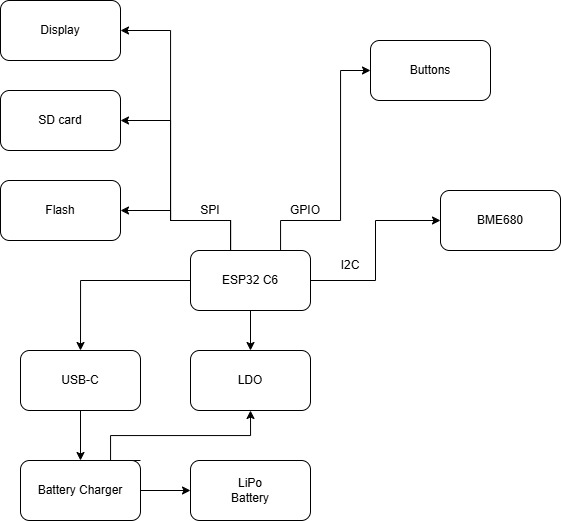 Display
Buttons
SD card
Flash
SPI
GPIO
BME680
I2C
ESP32 C6
USB-C
LDO
Battery Charger
LiPo
Battery